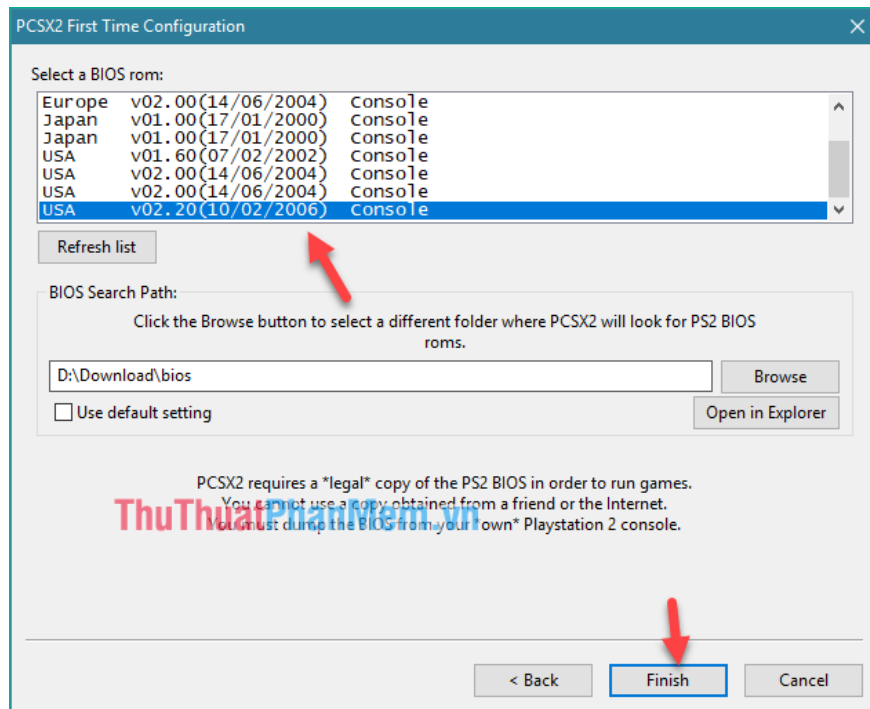 PCSX2 First Time Configuration
Select a BIOS rom:
Europe v02.00(14/06/2004) Console
Japan v01.00(17/01/2000) Console
Japan v01.00(17/01/2000) Console
USA v01.60(07/02/2002) Console
USA v02.00(14/06/2004) Console
USA v02.00(14/06/2004) Console
USA v02.20(10/02/2006) Console
Refresh list
BIOS Search Path:
Click the Browse button to select a different folder where PCSX2 will look for PS2 BIOS
roms.
D:\Download\bios
Browse
Use default setting
Open in Explorer
PCSX2 requires a *legal* copy of the PS2 BIOS in order to run games.
You cannot use a copy obtained from a friend or the Internet.
ThuThuatPhanMem.vn
You must dump the BIOS from your *own* Playstation 2 console.
< Back
Finish
Cancel